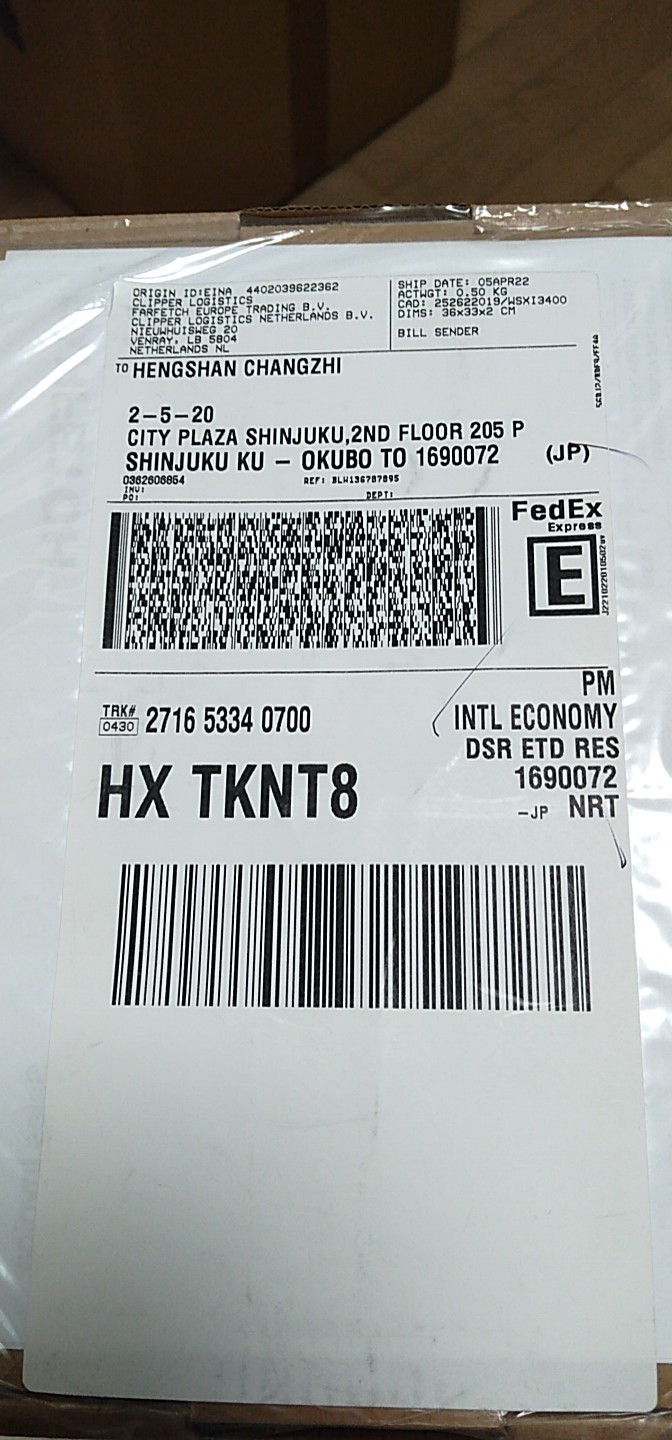 ORIGIN ID:EINA 4402039622362
CLIPPER LOGISTICS
FARFETCH EUROPE TRADING B.V.
CLIPPER LOGISTICS NETHERLANDS B.V.
NIEUWHUISWEG 20
VENRAY, LB 5804
NETHERLANDS NL
SHIP DATE: 05APR22
ACTWGT: 0.50 KG
CAD: 252622019/WSXI3400
DIMS: 36x33x2 CM
BILL SENDER
TO HENGSHAN CHANGZHI
2-5-20
CITY PLAZA SHINJUKU,2ND FLOOR 205 P
SHINJUKU KU - OKUBO TO 1690072 (JP)
0362606854 REF: BLW136787895
INV:
PO: DEPT:
FedEx
Express
E
TRK# 2716 5334 0700
0430
HX TKNT8
PM
INTL ECONOMY
DSR ETD RES
1690072
-JP NRT